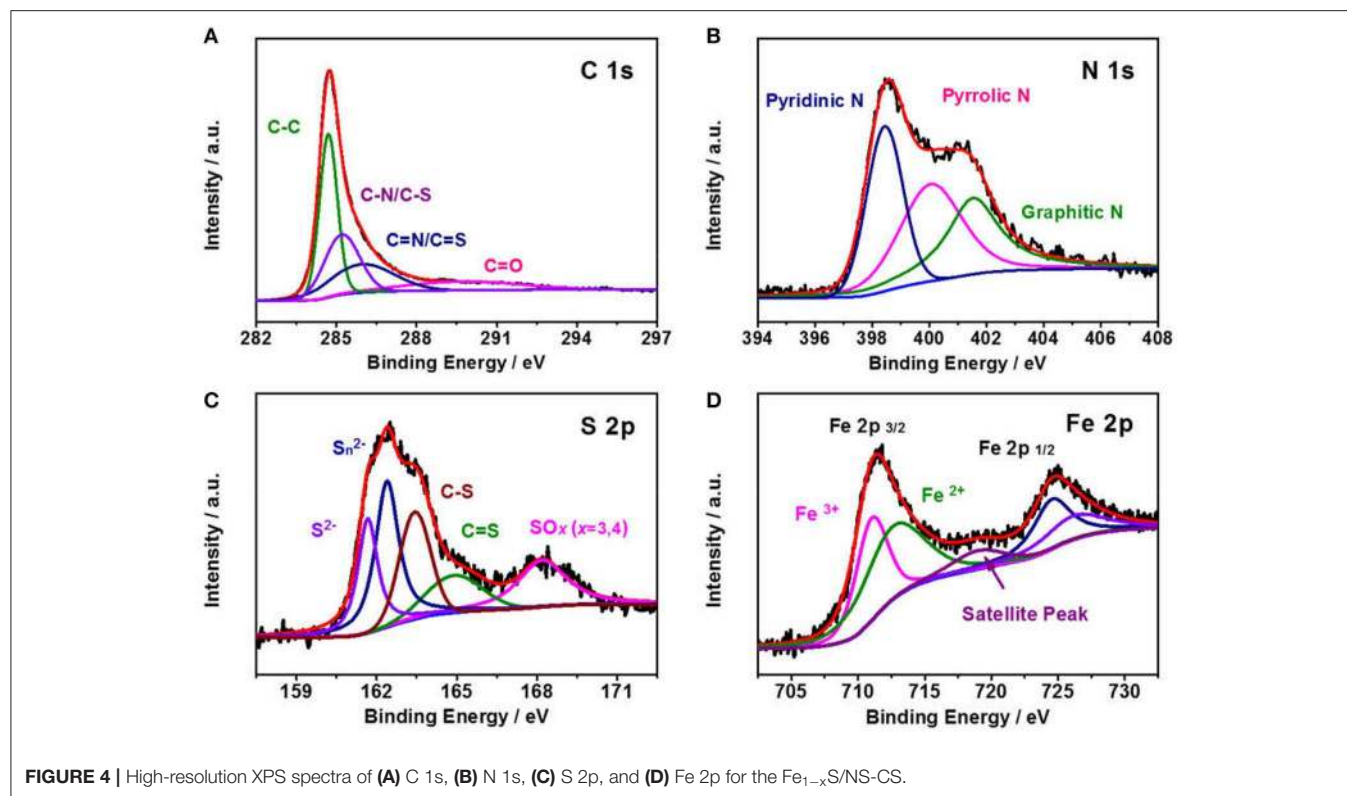 A
C 1s
C-C
C-N/C-S
C=N/C=S
C=O
Intensity / a.u.
282 285 288 291 294 297
Binding Energy / eV
B
N 1s
Pyridinic N
Pyrrolic N
Graphitic N
Intensity / a.u.
394 396 398 400 402 404 406 408
Binding Energy / eV
C
S 2p
Sn²⁻
S²⁻
C-S
C=S
SOx (x=3,4)
Intensity / a.u.
159 162 165 168 171
Binding Energy / eV
D
Fe 2p
Fe 2p 3/2
Fe 2p 1/2
Fe 3+
Fe 2+
Satellite Peak
Intensity / a.u.
705 710 715 720 725 730
Binding Energy / eV
FIGURE 4 | High-resolution XPS spectra of (A) C 1s, (B) N 1s, (C) S 2p, and (D) Fe 2p for the Fe₁₋ₓS/NS-CS.